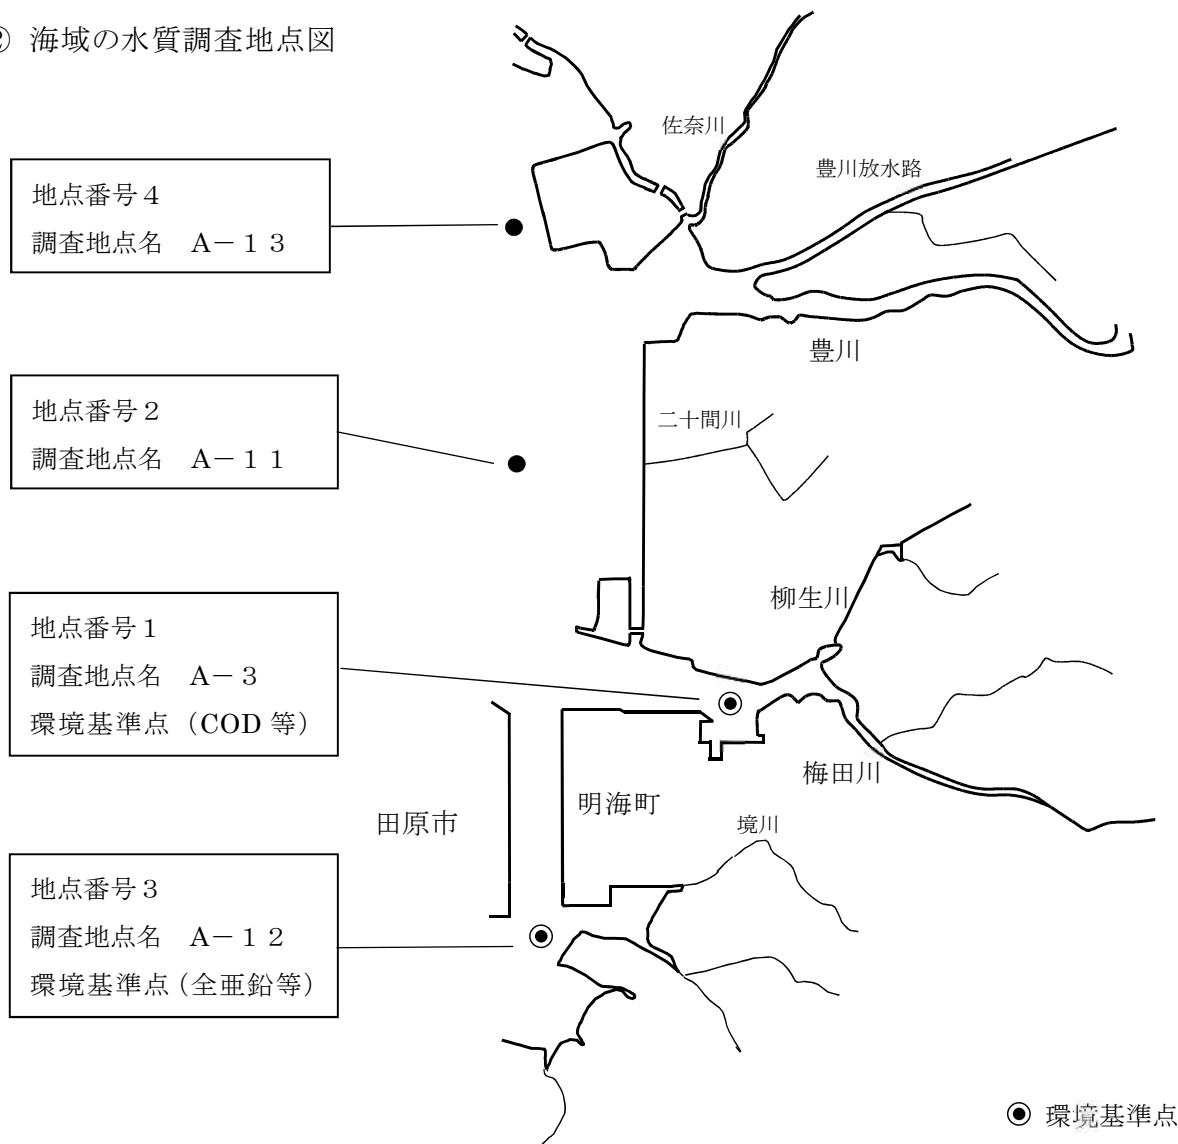 ② 海域の水質調査地点図
佐奈川
豊川放水路
地点番号4
調査地点名 A-13
豊川
地点番号2
調査地点名 A-11
二十間川
柳生川
地点番号1
調査地点名 A-3
環境基準点(COD 等)
梅田川
田原市
明海町
境川
地点番号3
調査地点名 A-12
環境基準点(全亜鉛等)
環境基準点